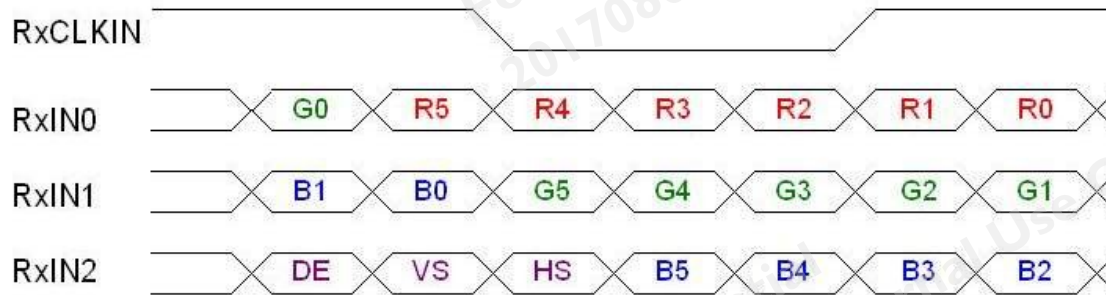 RxCLKIN
RxIN0 G0 R5 R4 R3 R2 R1 R0
RxIN1 B1 B0 G5 G4 G3 G2 G1
RxIN2 DE VS HS B5 B4 B3 B2